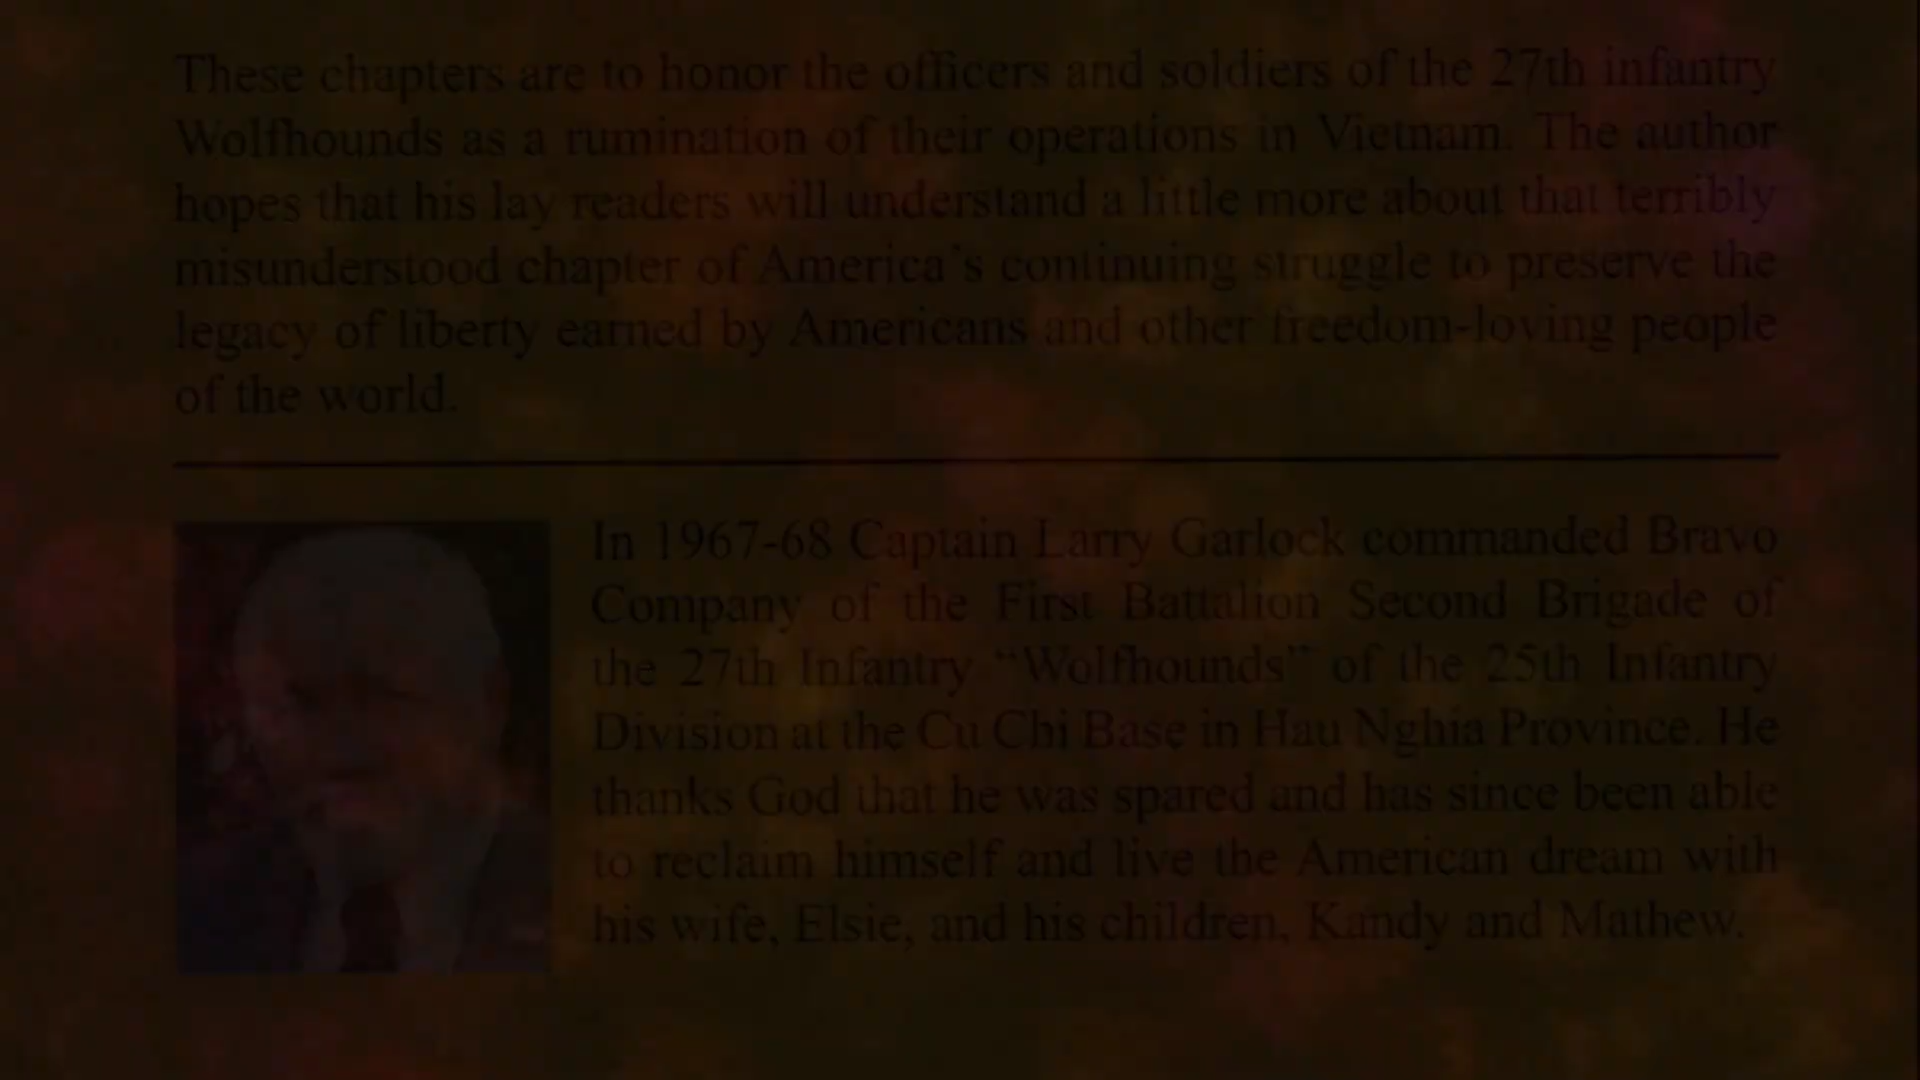 These chapters are to honor the officers and soldiers of the 27th infantry
Wolfhounds as a rumination of their operations in Vietnam. The author
hopes that his lay readers will understand a little more about that terribly
misunderstood chapter of America's continuing struggle to preserve the
legacy of liberty earned by Americans and other freedom-loving people
of the world.
In 1967-68 Captain Larry Garlock commanded Bravo
Company of the First Battalion Second Brigade of
the 27th Infantry “Wolfhounds” of the 25th Infantry
Division at the Cu Chi Base in Hau Nghia Province. He
thanks God that he was spared and has since been able
to reclaim himself and live the American dream with
his wife, Elsie, and his children, Kandy and Mathew.